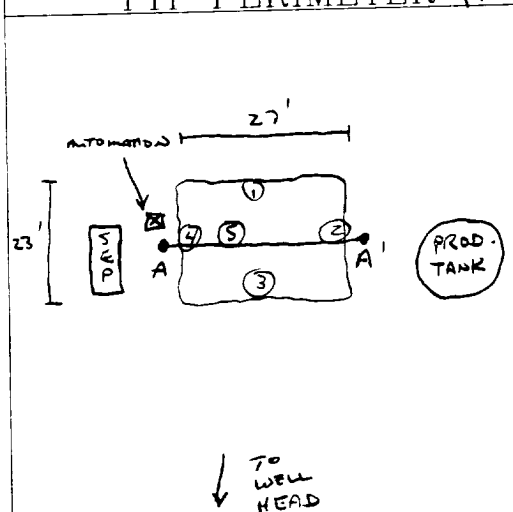 PIT PERIMETER
27'
AUTOMATION
23'
SEP
A
4
5
1
2
3
A'
PROD.
TANK
TO
WELL
HEAD